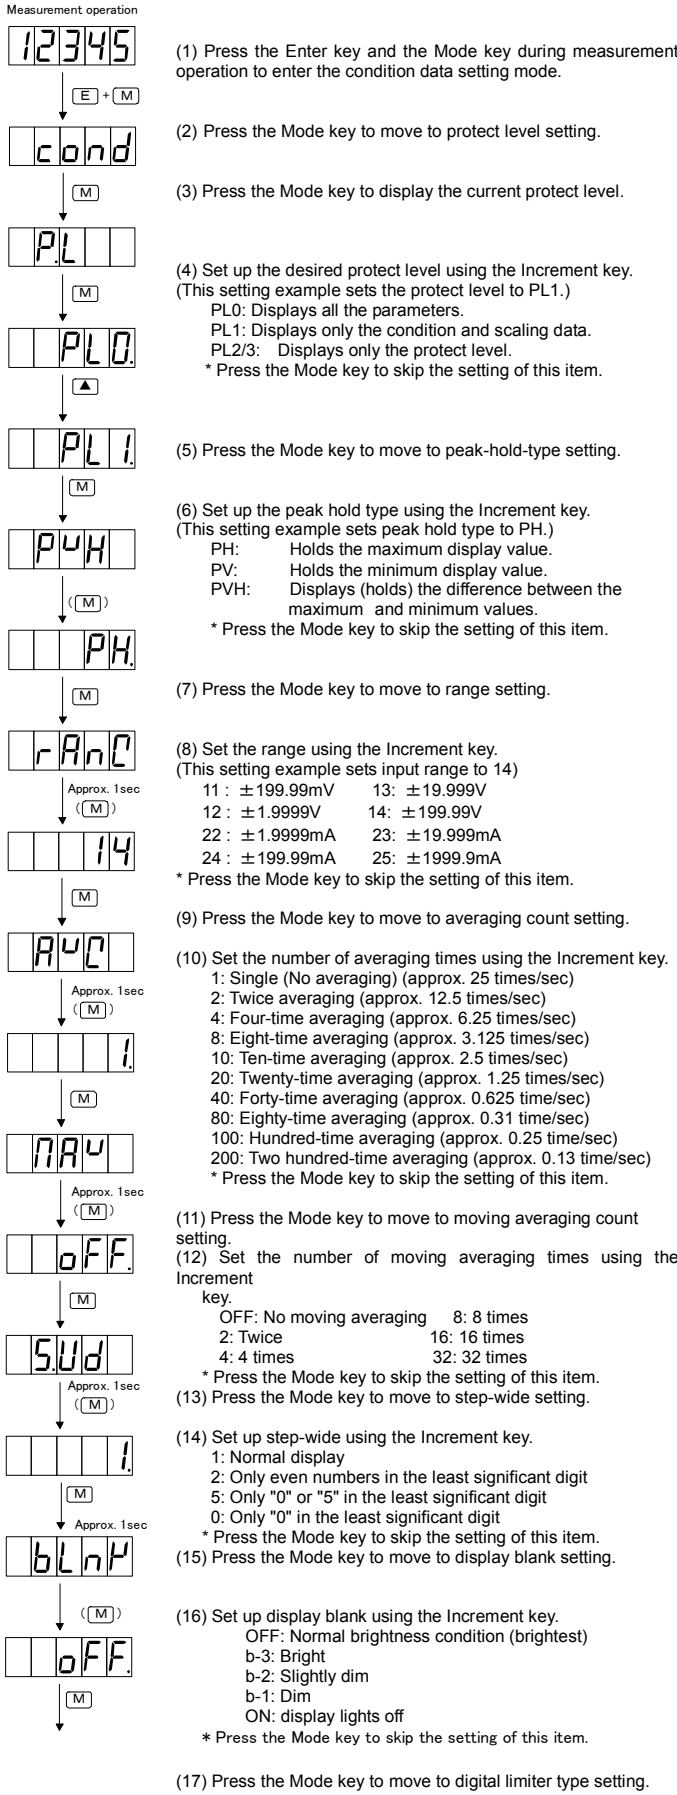 Measurement operation
12345
(1) Press the Enter key and the Mode key during measurement
operation to enter the condition data setting mode.
E + M
cond
(2) Press the Mode key to move to protect level setting.
M
(3) Press the Mode key to display the current protect level.
P.L
(4) Set up the desired protect level using the Increment key.
(This setting example sets the protect level to PL1.)
M
PL0: Displays all the parameters.
PL1: Displays only the condition and scaling data.
PL2/3: Displays only the protect level.
PL0.
* Press the Mode key to skip the setting of this item.
▲
PL1.
(5) Press the Mode key to move to peak-hold-type setting.
M
(6) Set up the peak hold type using the Increment key.
(This setting example sets peak hold type to PH.)
PvH
PH: Holds the maximum display value.
PV: Holds the minimum display value.
PVH: Displays (holds) the difference between the
maximum and minimum values.
(M)
* Press the Mode key to skip the setting of this item.
PH.
(7) Press the Mode key to move to range setting.
M
rAnG
(8) Set the range using the Increment key.
(This setting example sets input range to 14)
Approx. 1sec
(M)
11 : ±199.99mV 13: ±19.999V
12 : ±1.9999V 14: ±199.99V
22 : ±1.9999mA 23: ±19.999mA
24 : ±199.99mA 25: ±1999.9mA
14
* Press the Mode key to skip the setting of this item.
M
(9) Press the Mode key to move to averaging count setting.
AvG
(10) Set the number of averaging times using the Increment key.
1: Single (No averaging) (approx. 25 times/sec)
Approx. 1sec
(M)
2: Twice averaging (approx. 12.5 times/sec)
4: Four-time averaging (approx. 6.25 times/sec)
8: Eight-time averaging (approx. 3.125 times/sec)
1.
10: Ten-time averaging (approx. 2.5 times/sec)
20: Twenty-time averaging (approx. 1.25 times/sec)
M
40: Forty-time averaging (approx. 0.625 time/sec)
80: Eighty-time averaging (approx. 0.31 time/sec)
100: Hundred-time averaging (approx. 0.25 time/sec)
MAv
200: Two hundred-time averaging (approx. 0.13 time/sec)
* Press the Mode key to skip the setting of this item.
Approx. 1sec
(M)
(11) Press the Mode key to move to moving averaging count
setting.
oFF.
(12) Set the number of moving averaging times using the
Increment
key.
M
OFF: No moving averaging 8: 8 times
2: Twice 16: 16 times
4: 4 times 32: 32 times
S.Ud
* Press the Mode key to skip the setting of this item.
Approx. 1sec
(M)
(13) Press the Mode key to move to step-wide setting.
(14) Set up step-wide using the Increment key.
1: Normal display
1.
2: Only even numbers in the least significant digit
5: Only "0" or "5" in the least significant digit
M
0: Only "0" in the least significant digit
Approx. 1sec
* Press the Mode key to skip the setting of this item.
(15) Press the Mode key to move to display blank setting.
bLnK
(M)
(16) Set up display blank using the Increment key.
OFF: Normal brightness condition (brightest)
oFF.
b-3: Bright
b-2: Slightly dim
b-1: Dim
M
ON: display lights off
* Press the Mode key to skip the setting of this item.
(17) Press the Mode key to move to digital limiter type setting.